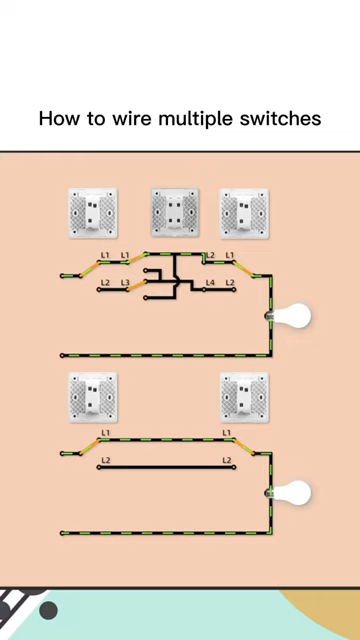 How to wire multiple switches
L1 L1 L2 L1
L2 L3 L4 L2
L1 L1
L2 L2